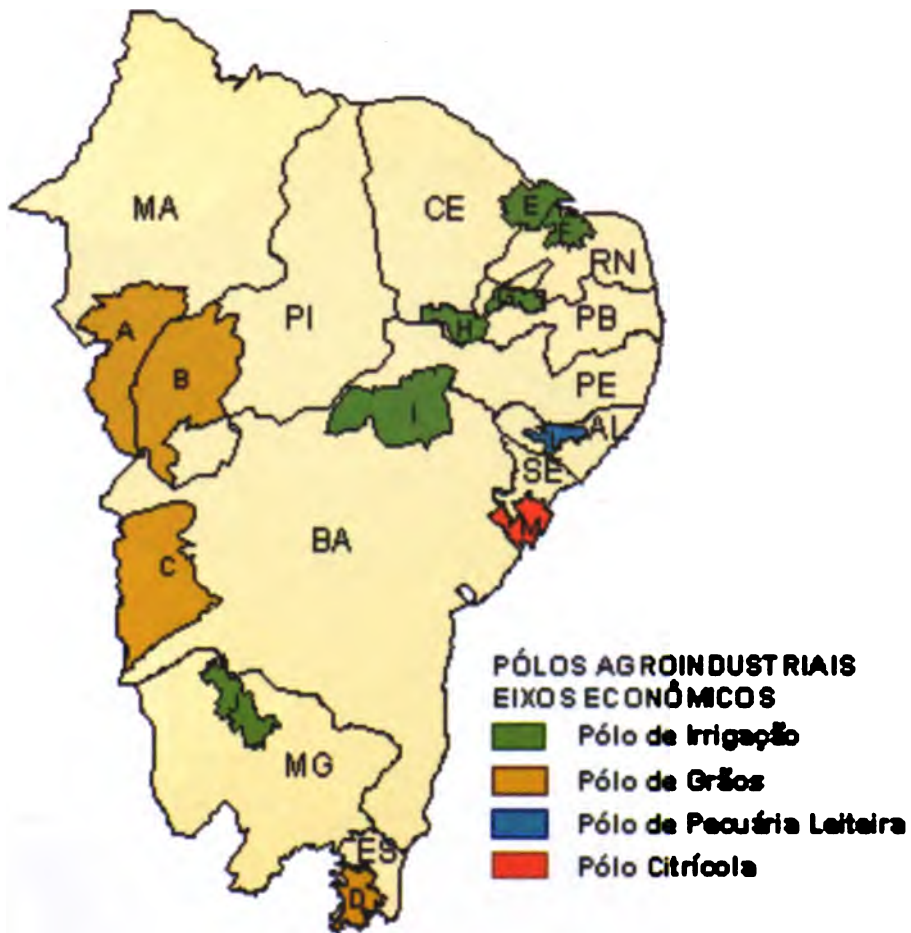 MA
CE
E
F
RN
PI
PB
A
H
B
PE
I
AL
SE
M
BA
C
PÓLOS AGROINDUSTRIAIS
EIXOS ECONÔMICOS
Pólo de Irrigação
MG
Pólo de Grãos
Pólo de Pecuária Leiteira
ES
Pólo Citrícola
D